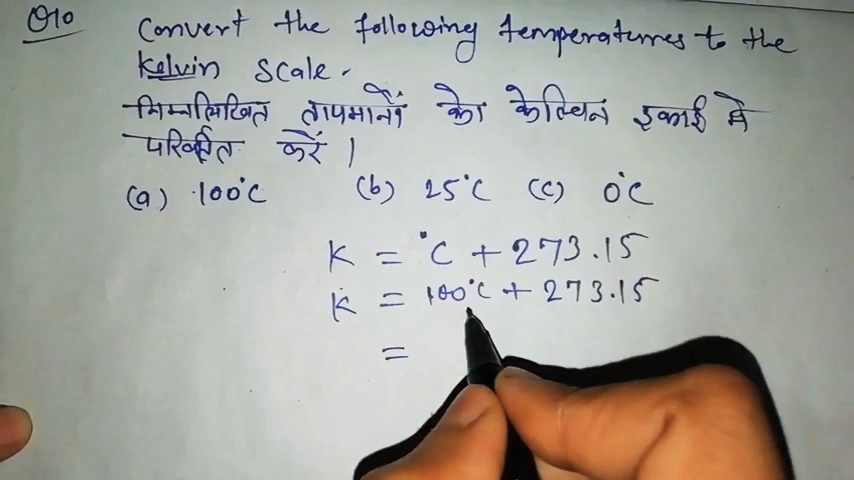 Q10 Convert the following temperatures to the
Kelvin Scale.
निम्नलिखित तापमानों को केल्विन इकाई मे
परिवर्तित करें ।
(a) 100°C (b) 25°C (c) 0°C
K = °C + 273.15
K = 100°C + 273.15
=